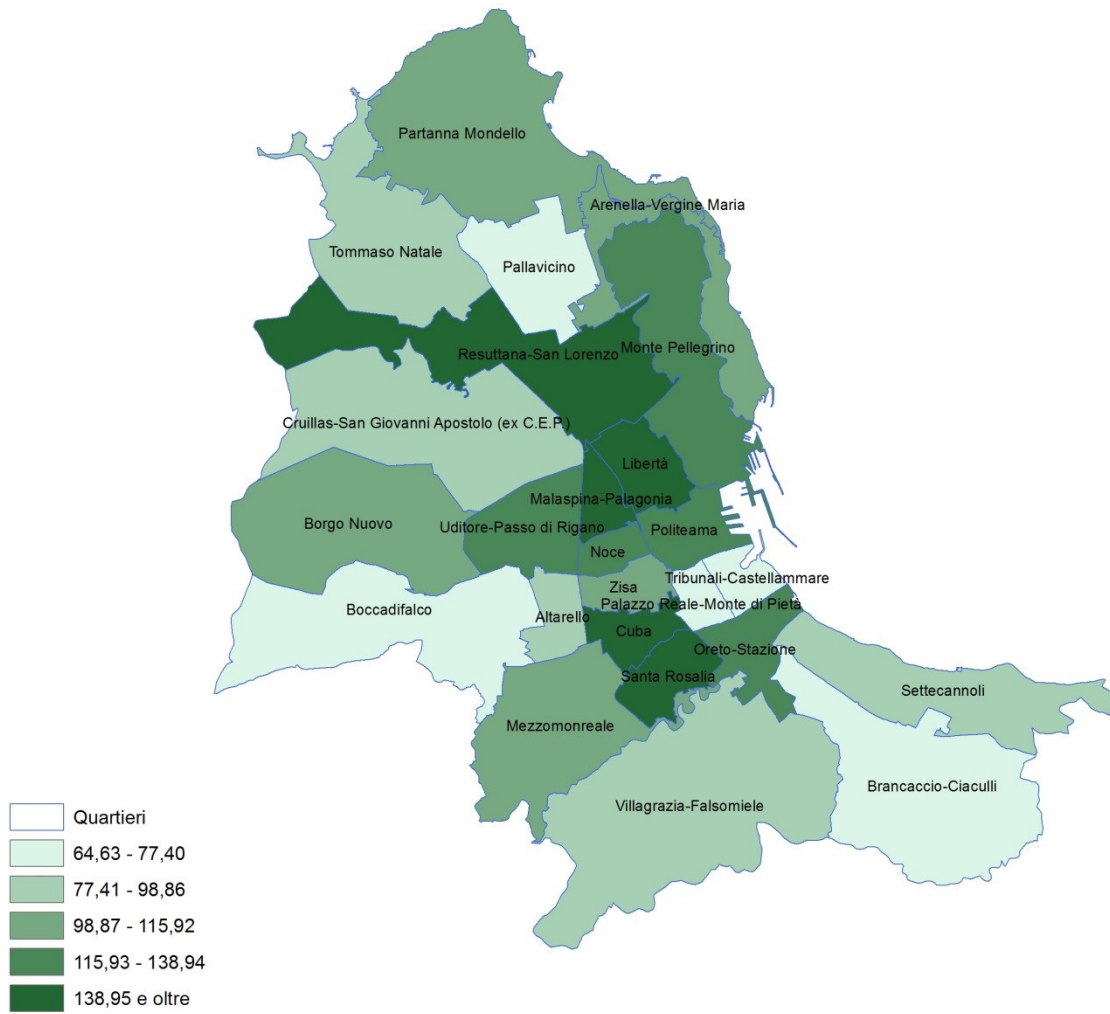 Partanna Mondello
Arenella-Vergine Maria
Tommaso Natale
Pallavicino
Resuttana-San Lorenzo
Monte Pellegrino
Cruillas-San Giovanni Apostolo (ex C.E.P.)
Libertà
Malaspina-Palagonia
Borgo Nuovo
Uditore-Passo di Rigano
Politeama
Noce
Tribunali-Castellammare
Zisa
Palazzo Reale-Monte di Pietà
Boccadifalco
Altarello
Cuba
Oreto-Stazione
Santa Rosalia
Settecannoli
Mezzomonreale
Brancaccio-Ciaculli
Villagrazia-Falsomiele
Quartieri
64,63 - 77,40
77,41 - 98,86
98,87 - 115,92
115,93 - 138,94
138,95 e oltre